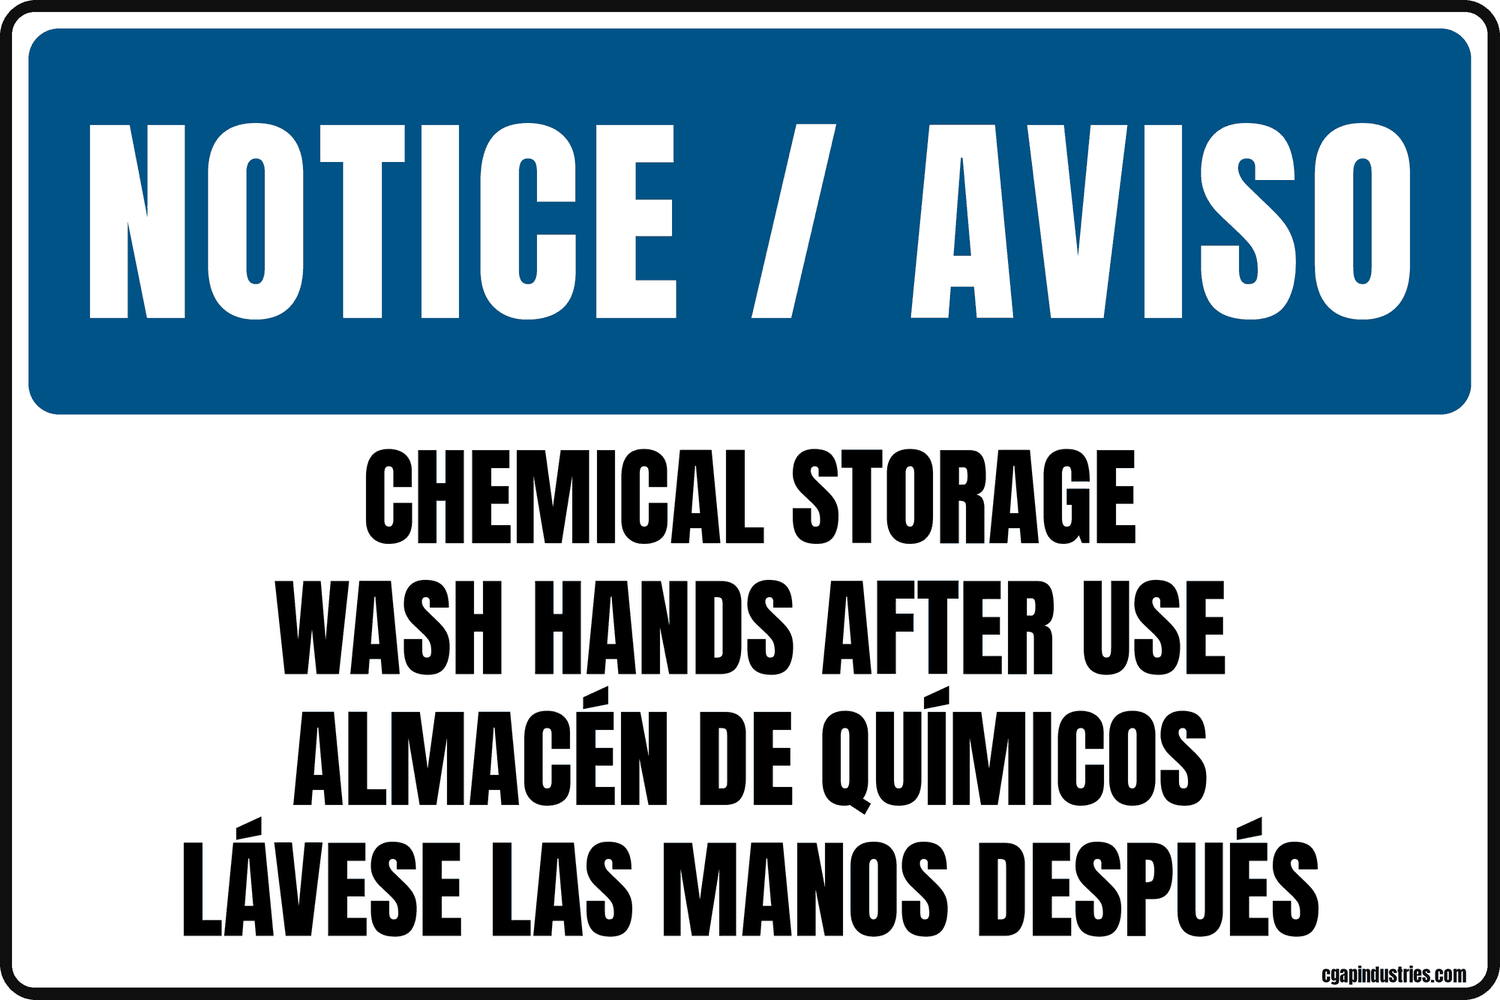 NOTICE / AVISO
CHEMICAL STORAGE
WASH HANDS AFTER USE
ALMACÉN DE QUÍMICOS
LÁVESE LAS MANOS DESPUÉS
cgapindustries.com